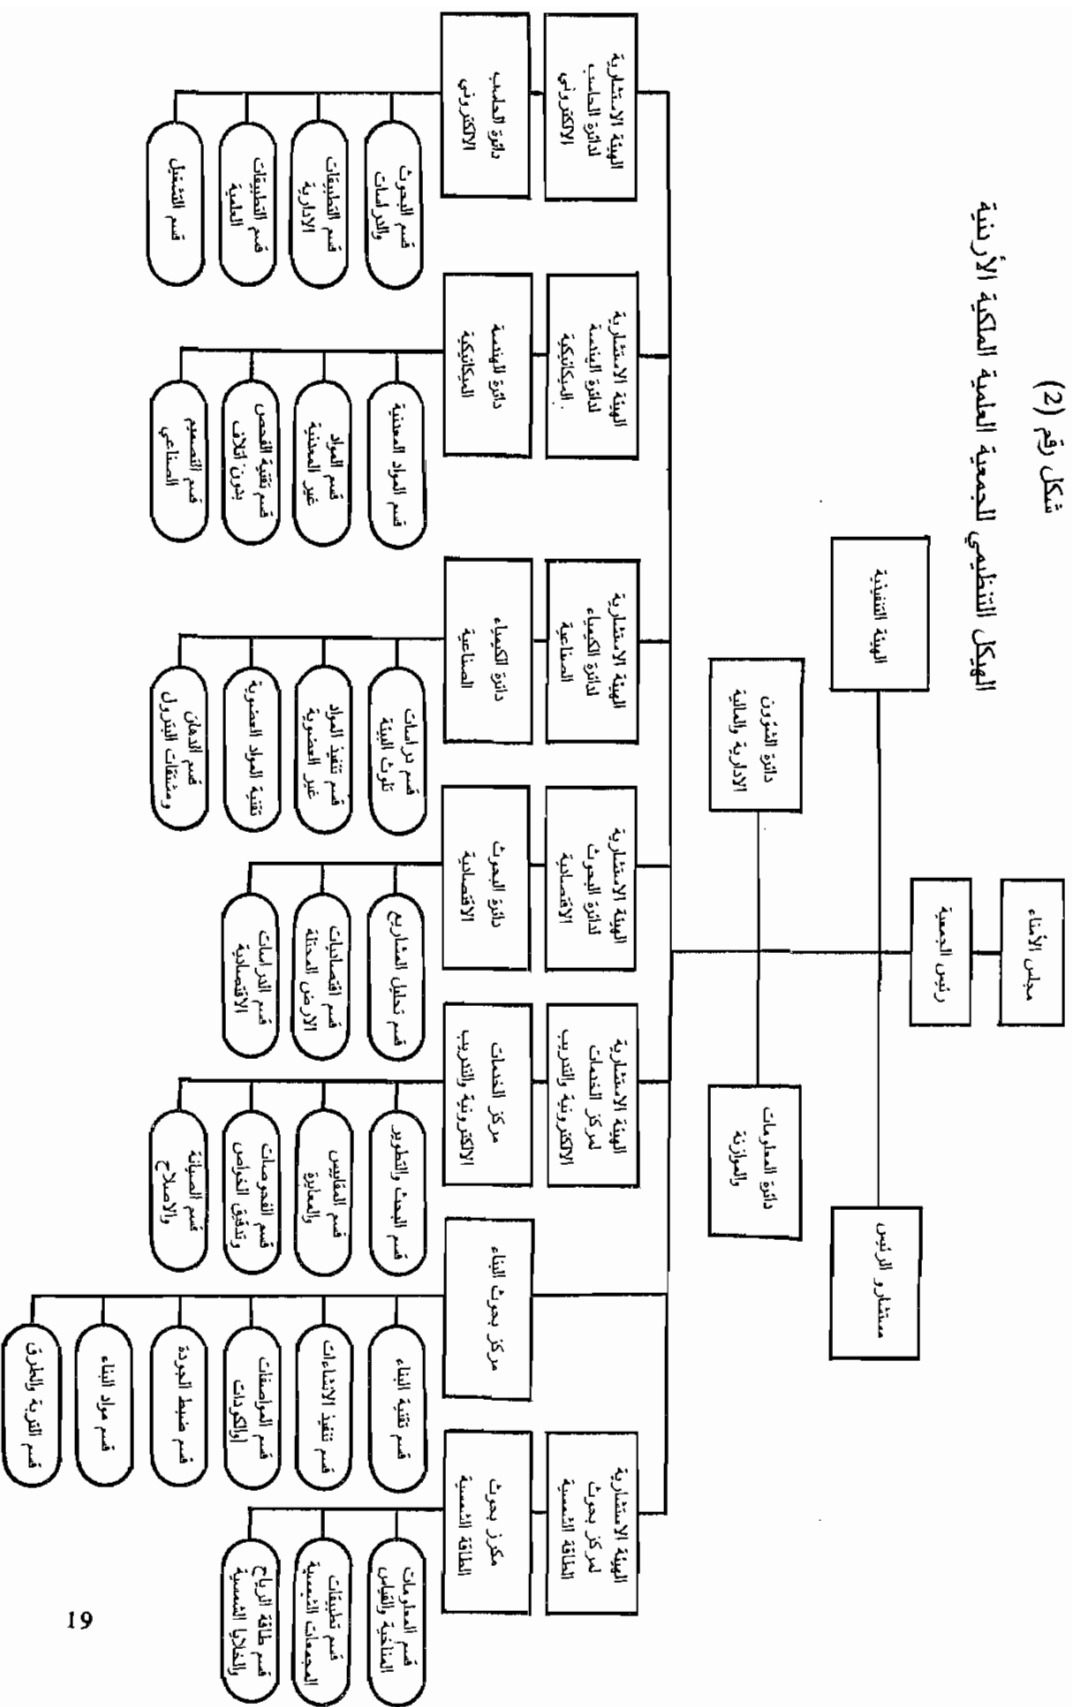 شكل رقم (2)
الهيكل التنظيمي للجمعية العلمية الملكية الأردنية
مجلس الأمناء
رئيس الجمعية
الهيئة التنفيذية
مستشارو الرئيس
دائرة الشؤون
الادارية والمالية
دائرة المعلومات
والموازنة
الهيئة الاستشارية
لدائرة الحاسب
الالكتروني
الهيئة الاستشارية
لدائرة الهندسة
الميكانيكية
الهيئة الاستشارية
لدائرة الكيمياء
الصناعية
الهيئة الاستشارية
لدائرة البحوث
الاقتصادية
الهيئة الاستشارية
لمركز الخدمات
الالكترونية والتدريب
الهيئة الاستشارية
لمركز بحوث
الطاقة الشمسية
دائرة الحاسب
الالكتروني
دائرة الهندسة
الميكانيكية
دائرة الكيمياء
الصناعية
دائرة البحوث
الاقتصادية
مركز الخدمات
الالكترونية والتدريب
مركز بحوث البناء
مكرز بحوث
الطاقة الشمسية
قسم البحوث
والدراسات
قسم التطبيقات
الادارية
قسم التطبيقات
العلمية
قسم التشغيل
قسم المواد المعدنية
قسم المواد
غير المعدنية
قسم تقنية الفحص
بدون اتلاف
قسم التصميم
الصناعي
قسم دراسات
تلوث البيئة
قسم تنفيذ المواد
غير العضوية
تقنية المواد العضوية
قسم الدهان
ومشتقات البترول
قسم تحليل المشاريع
قسم اقتصاديات
الارض المحتلة
قسم الدراسات
الاقتصادية
قسم البحث والتطوير
قسم المقاييس
والمعايرة
قسم الفحوصات
وتدقيق الخواص
قسم الصيانة
والاصلاح
قسم تقنية البناء
قسم تنفيذ الانشاءات
قسم المواصفات
والكودات
قسم ضبط الجودة
قسم مواد البناء
قسم التربة والطرق
قسم المعلومات
المناخية والقياس
قسم تطبيقات
المجمعات الشمسية
قسم طاقة الرياح
والخلايا الشمسية
19